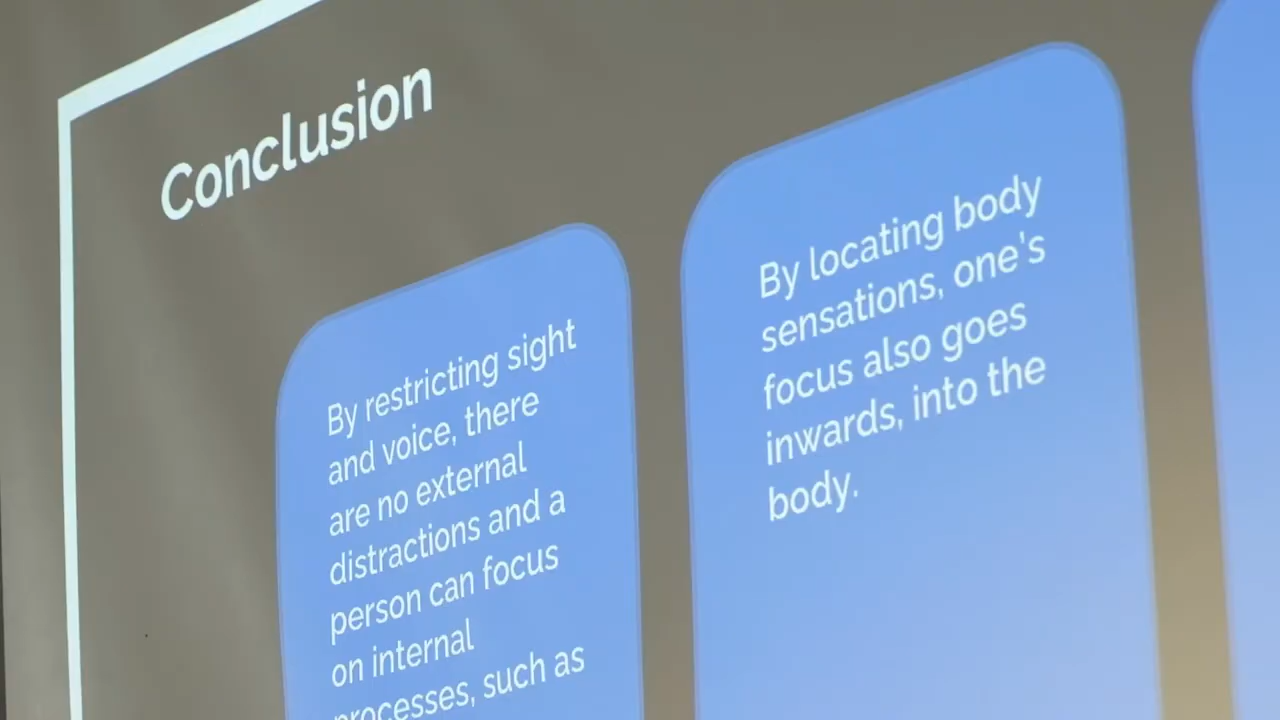 Conclusion
By restricting sight
and voice, there
are no external
distractions and a
person can focus
on internal
processes, such as
By locating body
sensations, one's
focus also goes
inwards, into the
body.